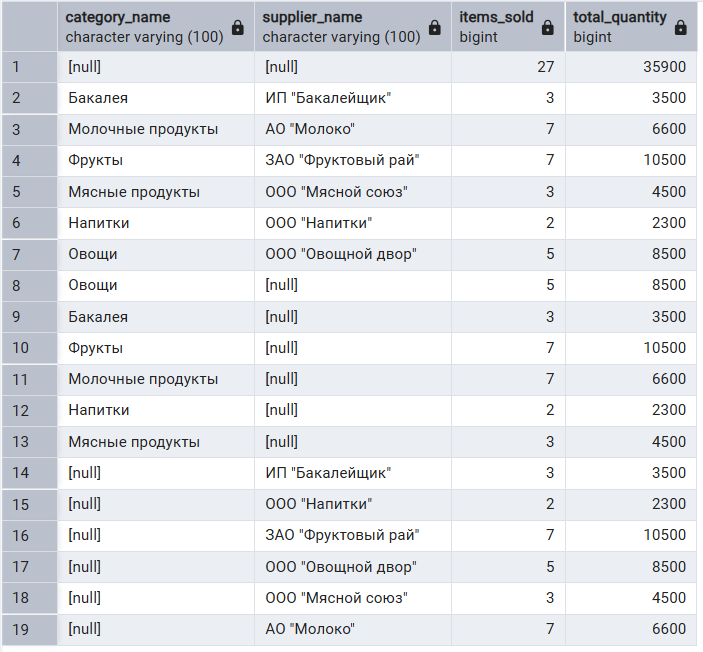 category_name supplier_name items_sold total_quantity
character varying (100) character varying (100) bigint bigint
1 [null] [null] 27 35900
2 Бакалея ИП "Бакалейщик" 3 3500
3 Молочные продукты АО "Молоко" 7 6600
4 Фрукты ЗАО "Фруктовый рай" 7 10500
5 Мясные продукты ООО "Мясной союз" 3 4500
6 Напитки ООО "Напитки" 2 2300
7 Овощи ООО "Овощной двор" 5 8500
8 Овощи [null] 5 8500
9 Бакалея [null] 3 3500
10 Фрукты [null] 7 10500
11 Молочные продукты [null] 7 6600
12 Напитки [null] 2 2300
13 Мясные продукты [null] 3 4500
14 [null] ИП "Бакалейщик" 3 3500
15 [null] ООО "Напитки" 2 2300
16 [null] ЗАО "Фруктовый рай" 7 10500
17 [null] ООО "Овощной двор" 5 8500
18 [null] ООО "Мясной союз" 3 4500
19 [null] АО "Молоко" 7 6600